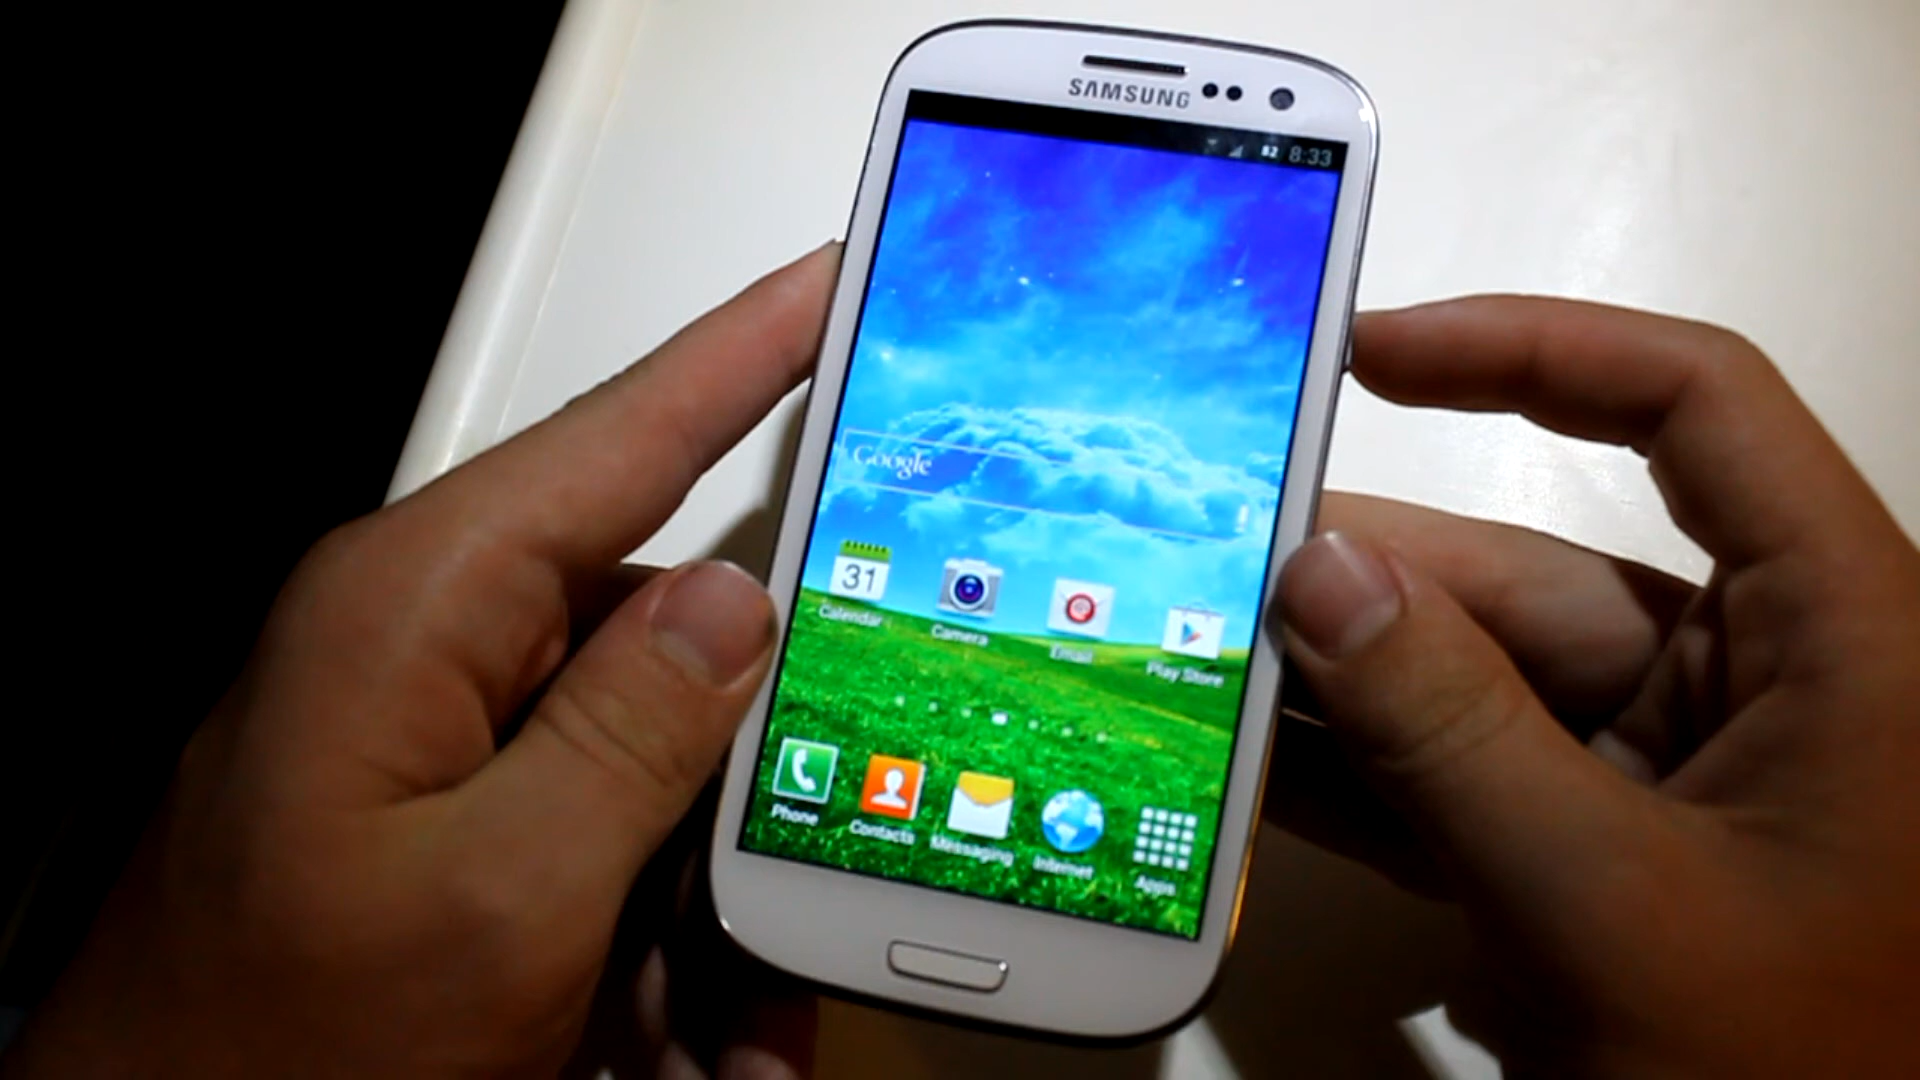 SAMSUNG
82 8:33
Google
31
Calendar Camera Email Play Store
Phone Contacts Messaging Internet Apps